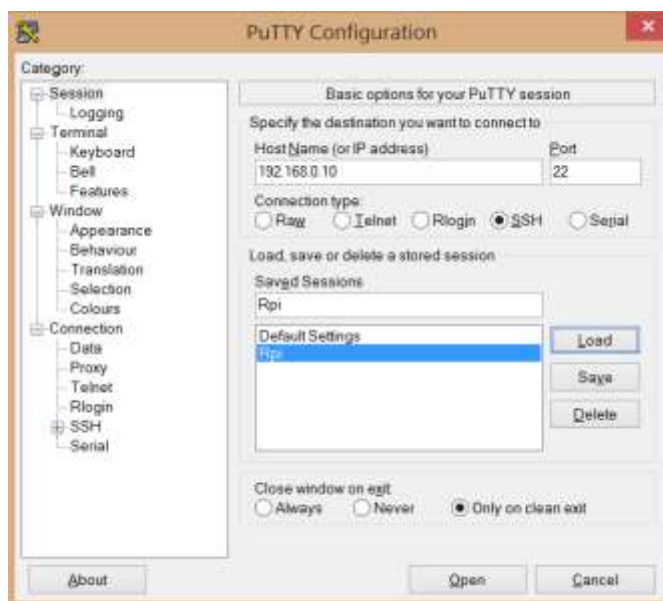 PuTTY Configuration
Category:
Session
Logging
Terminal
Keyboard
Bell
Features
Window
Appearance
Behaviour
Translation
Selection
Colours
Connection
Data
Proxy
Telnet
Rlogin
SSH
Serial
Basic options for your PuTTY session
Specify the destination you want to connect to
Host Name (or IP address) Port
192.168.0.10 22
Connection type:
Raw Telnet Rlogin SSH Serial
Load, save or delete a stored session
Saved Sessions
Rpi
Default Settings
Rpi
Load
Save
Delete
Close window on exit
Always Never Only on clean exit
About Open Cancel